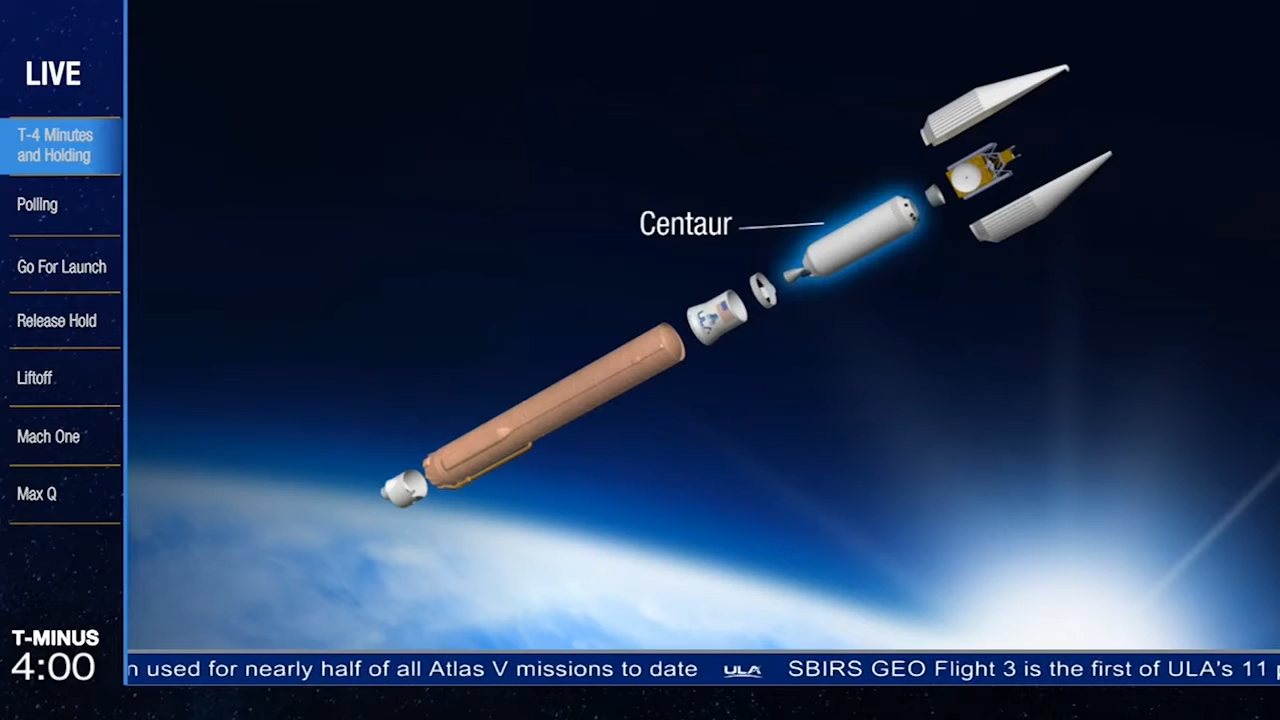 LIVE
T-4 Minutes
and Holding
Polling
Go For Launch
Release Hold
Liftoff
Mach One
Max Q
T-MINUS
4:00
Centaur
ULA
n used for nearly half of all Atlas V missions to date ULA SBIRS GEO Flight 3 is the first of ULA's 11 p